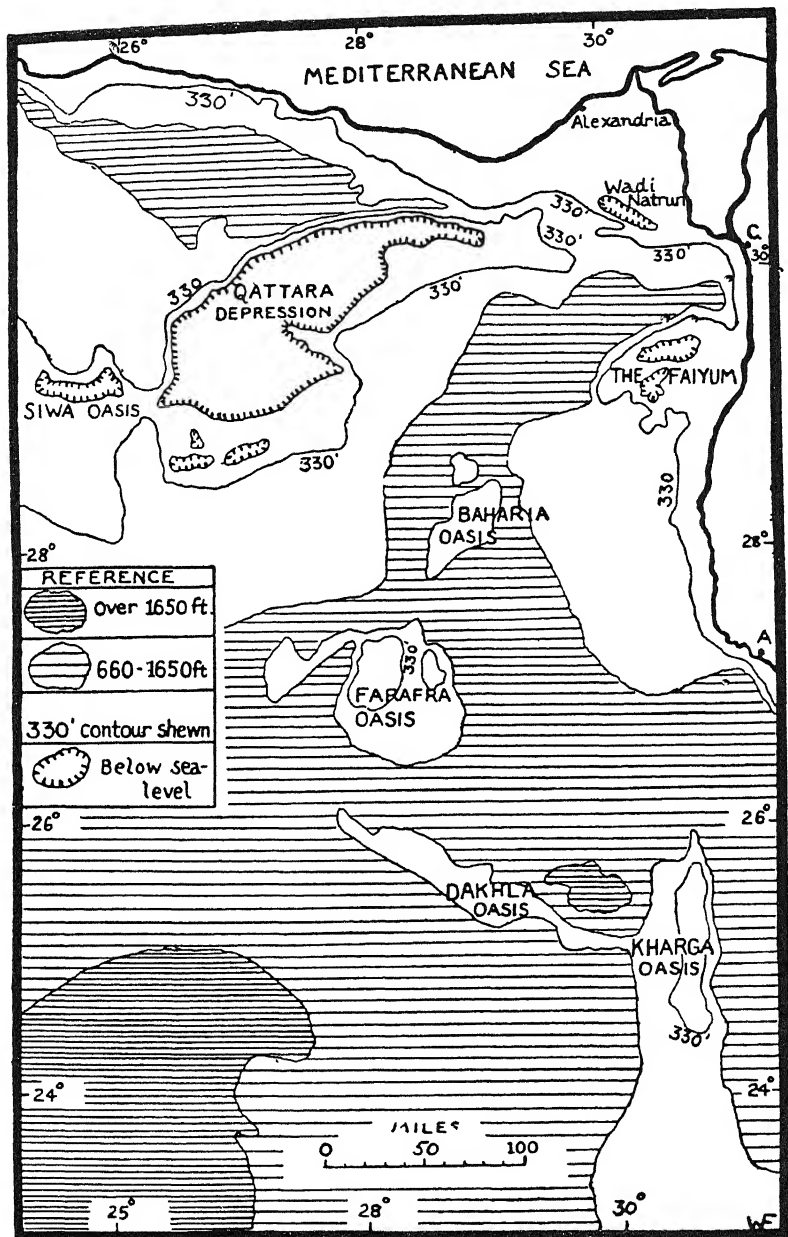 26° 28° 30°
MEDITERRANEAN SEA
330'
Alexandria
Wadi
Natrun
330'
C.
330'
330'
30°
330
QATTARA
DEPRESSION
330'
THE FAIYUM
SIWA OASIS
330'
330
BAHARIA
OASIS
28°
28°
REFERENCE
Over 1650 ft.
660-1650ft
330' contour shewn
Below sea-
level
A
330'
FARAFRA
OASIS
26°
26°
DAKHLA
OASIS
KHARGA
OASIS
330'
24°
24°
MILES
0 50 100
25° 28° 30°
WF